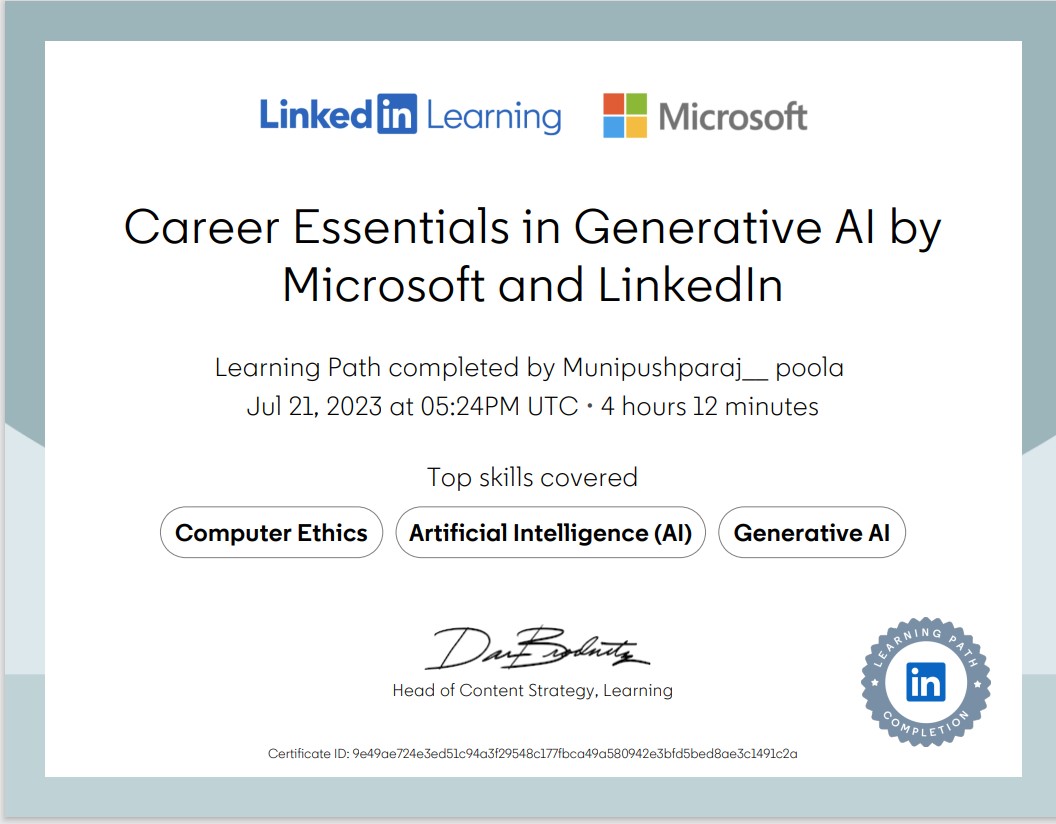 Linked in Learning Microsoft
Career Essentials in Generative AI by
Microsoft and LinkedIn
Learning Path completed by Munipushparaj__ poola
Jul 21, 2023 at 05:24PM UTC • 4 hours 12 minutes
Top skills covered
Computer Ethics Artificial Intelligence (AI) Generative AI
Head of Content Strategy, Learning
LEARNING PATH
in
COMPLETION
Certificate ID: 9e49ae724e3ed51c94a3f29548c177fbca49a580942e3bfd5bed8ae3c1491c2a